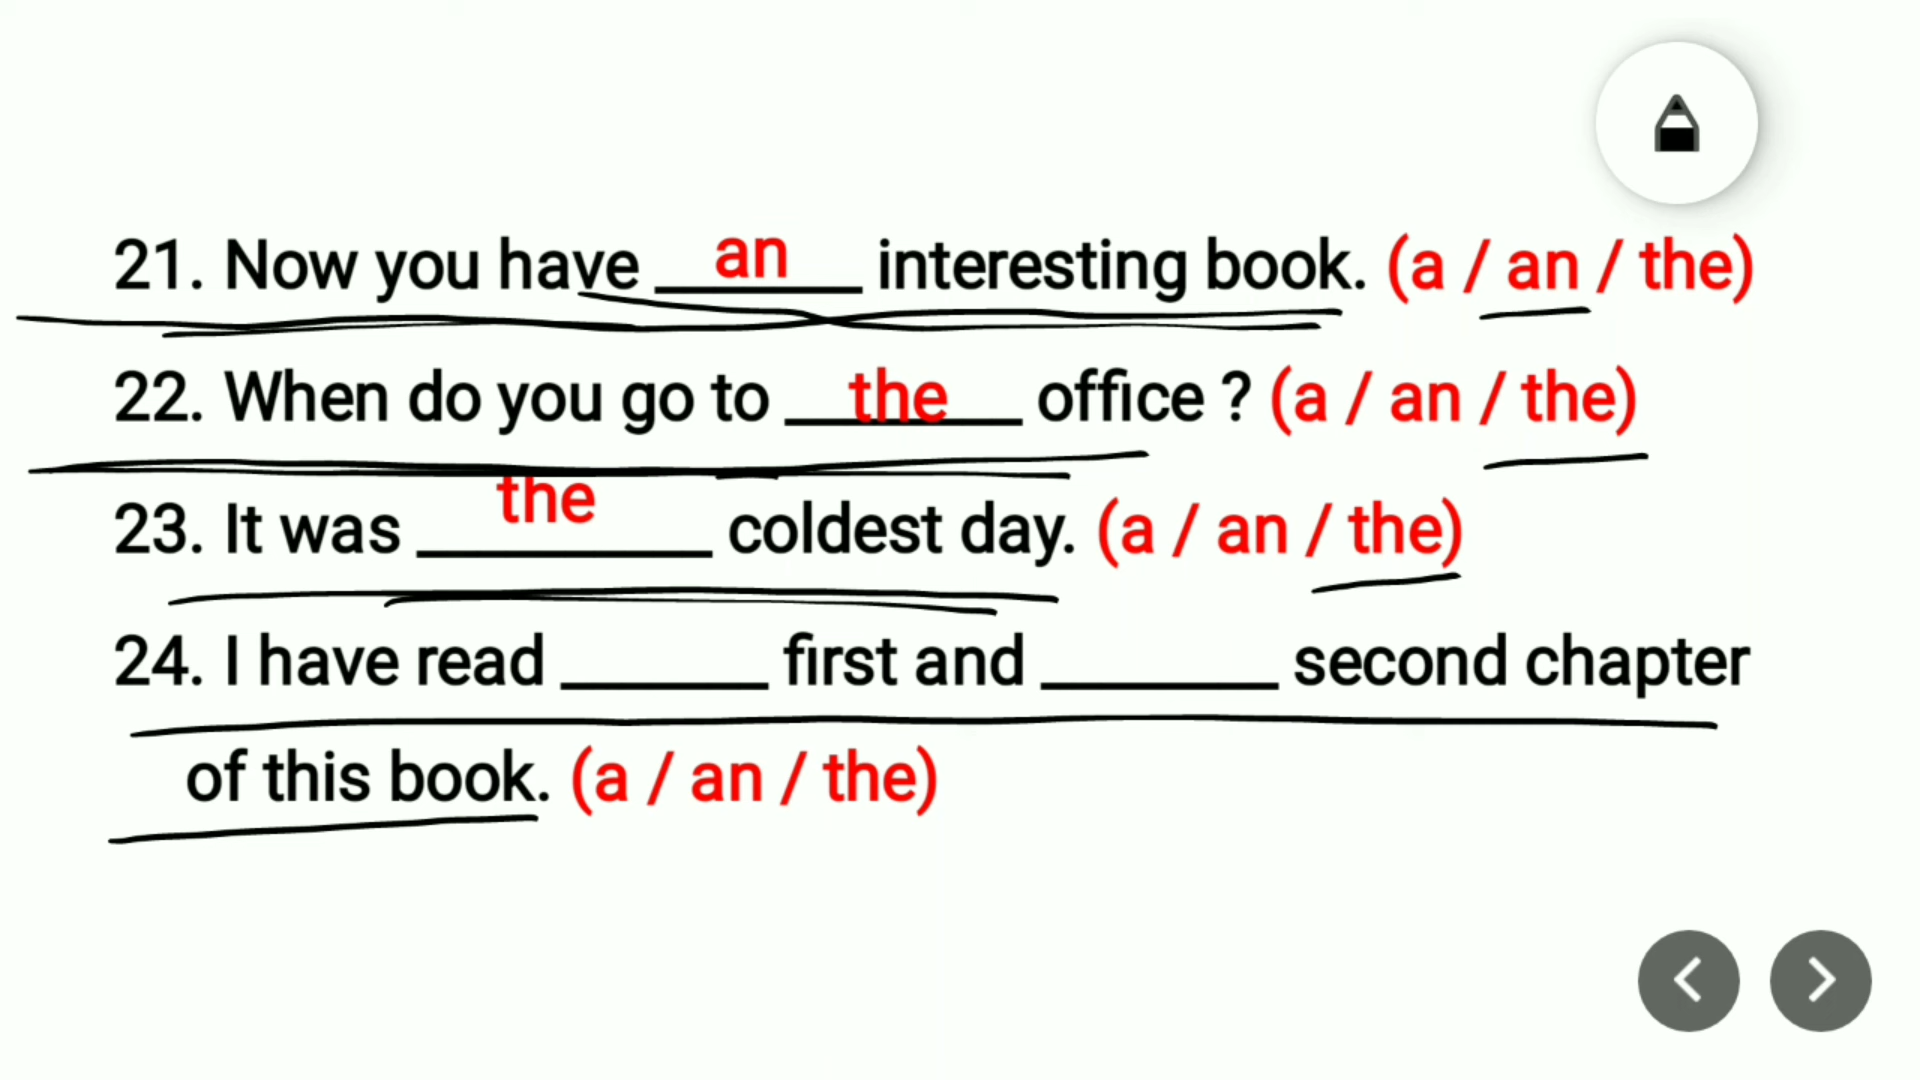 21. Now you have an interesting book. (a / an / the)
22. When do you go to the office ? (a / an / the)
23. It was the coldest day. (a / an / the)
24. I have read ______ first and _______ second chapter
of this book. (a / an / the)